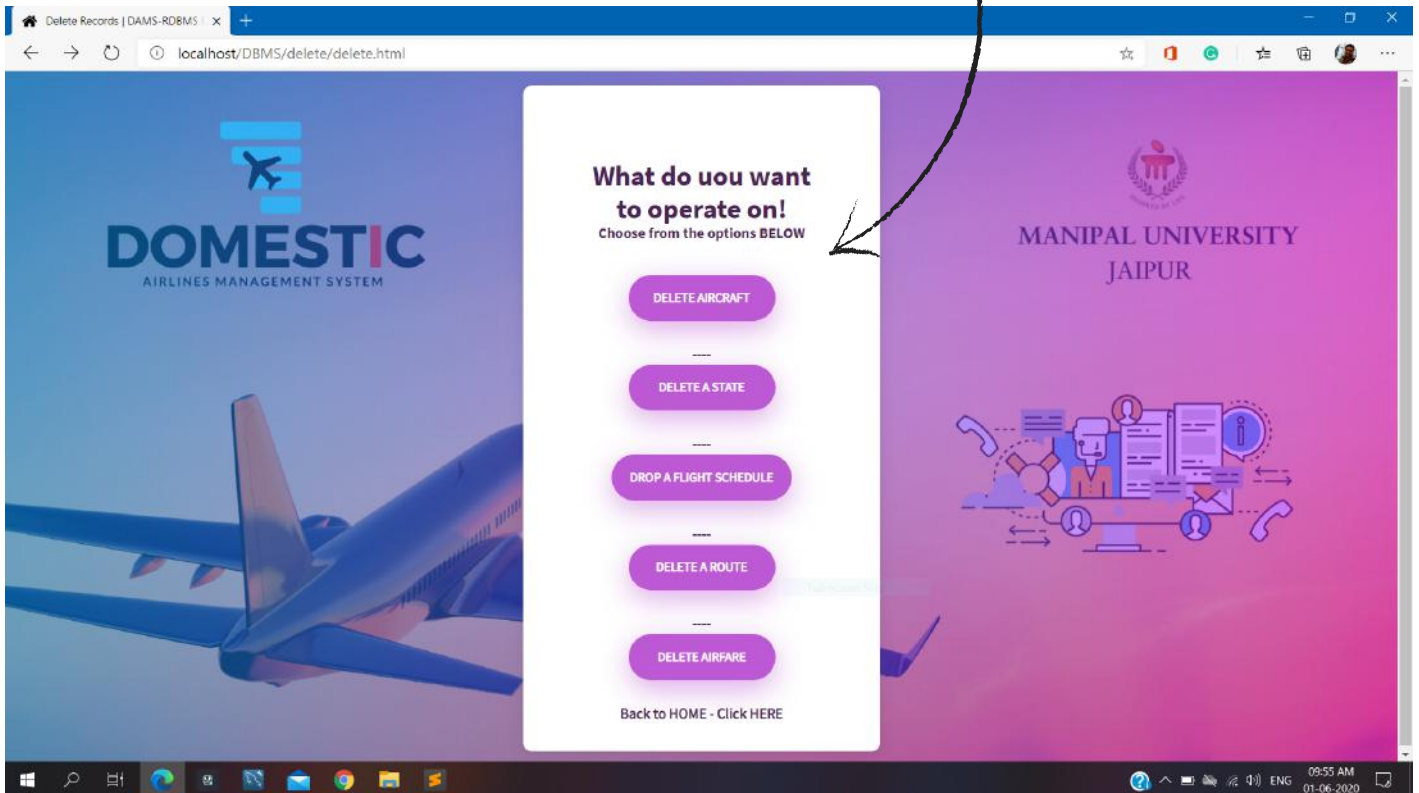 Delete Records | DAMS-RDBMS
localhost/DBMS/delete/delete.html
DOMESTIC
AIRLINES MANAGEMENT SYSTEM
What do uou want
to operate on!
Choose from the options BELOW
DELETE AIRCRAFT
----
DELETE A STATE
----
DROP A FLIGHT SCHEDULE
----
DELETE A ROUTE
----
DELETE AIRFARE
Back to HOME - Click HERE
MANIPAL UNIVERSITY
JAIPUR
ENG
09:55 AM
01-06-2020